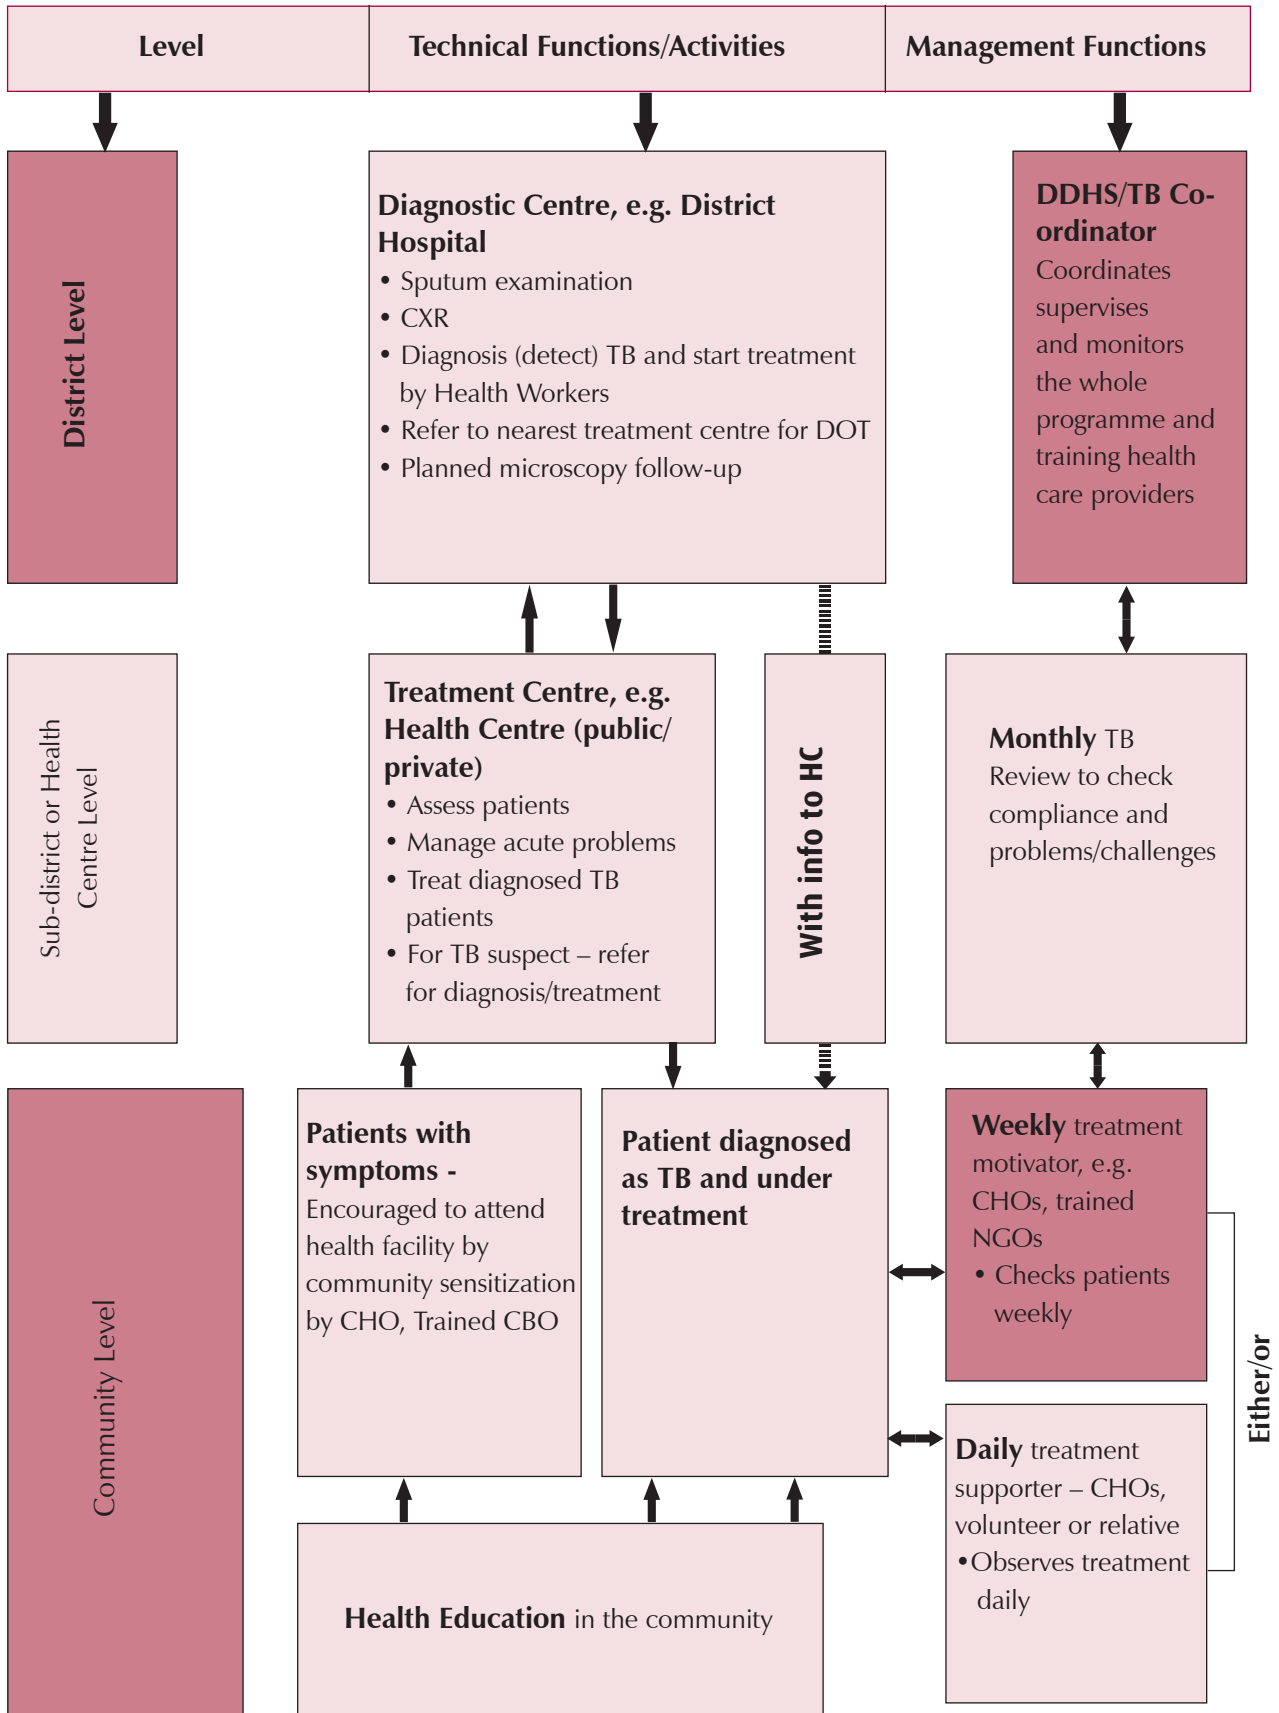 Level
Technical Functions/Activities
Management Functions
District Level
Diagnostic Centre, e.g. District
Hospital
• Sputum examination
• CXR
• Diagnosis (detect) TB and start treatment
by Health Workers
• Refer to nearest treatment centre for DOT
• Planned microscopy follow-up
DDHS/TB Co-
ordinator
Coordinates
supervises
and monitors
the whole
programme and
training health
care providers
Sub-district or Health
Centre Level
Treatment Centre, e.g.
Health Centre (public/
private)
• Assess patients
• Manage acute problems
• Treat diagnosed TB
patients
• For TB suspect – refer
for diagnosis/treatment
With info to HC
Monthly TB
Review to check
compliance and
problems/challenges
Community Level
Patients with
symptoms -
Encouraged to attend
health facility by
community sensitization
by CHO, Trained CBO
Patient diagnosed
as TB and under
treatment
Weekly treatment
motivator, e.g.
CHOs, trained
NGOs
• Checks patients
weekly
Either/or
Daily treatment
supporter – CHOs,
volunteer or relative
•Observes treatment
daily
Health Education in the community